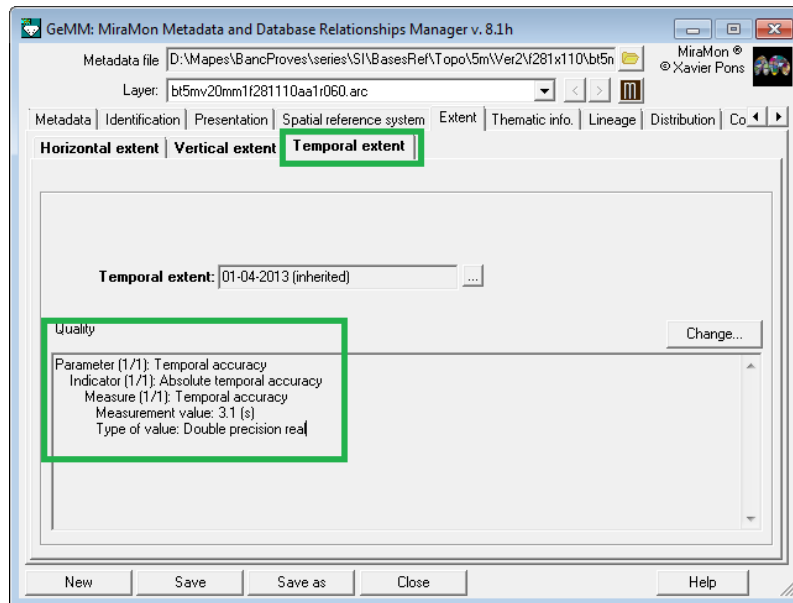 GeMM: MiraMon Metadata and Database Relationships Manager v. 8.1h
Metadata file D:\Mapes\BancProves\series\SI\BasesRef\Topo\5m\Ver2\f281x110\bt5n
MiraMon ®
© Xavier Pons
Layer: bt5mv20mm1f281110aa1r060.arc < >
Metadata Identification Presentation Spatial reference system Extent Thematic info. Lineage Distribution Co
Horizontal extent Vertical extent Temporal extent
Temporal extent: 01-04-2013 (inherited) ...
Quality
Change...
Parameter (1/1): Temporal accuracy
Indicator (1/1): Absolute temporal accuracy
Measure (1/1): Temporal accuracy
Measurement value: 3.1 (s)
Type of value: Double precision real
New Save Save as Close Help